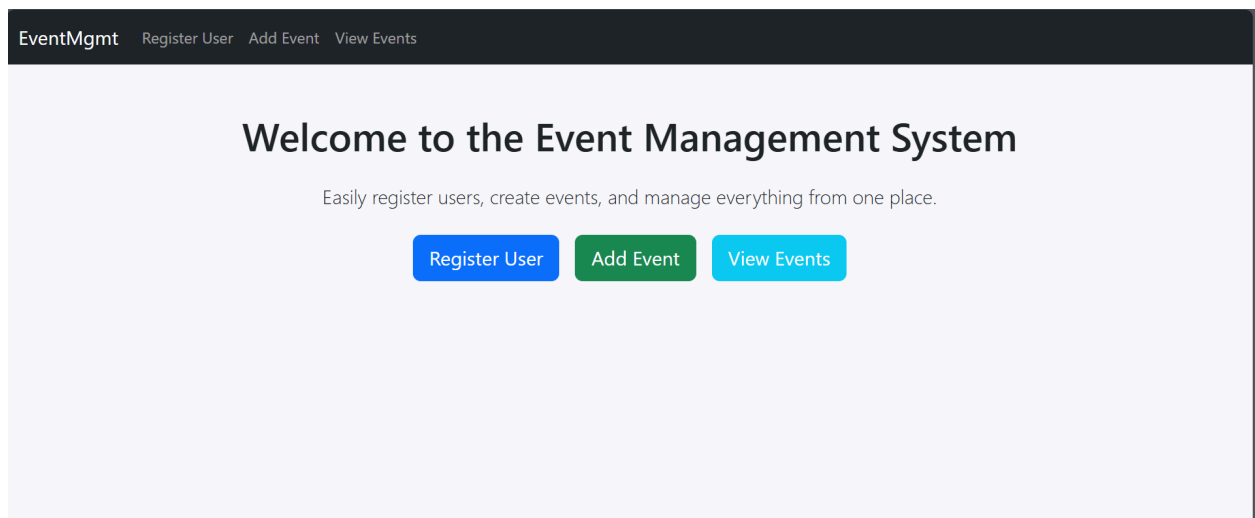 EventMgmt Register User Add Event View Events
Welcome to the Event Management System
Easily register users, create events, and manage everything from one place.
Register User Add Event View Events